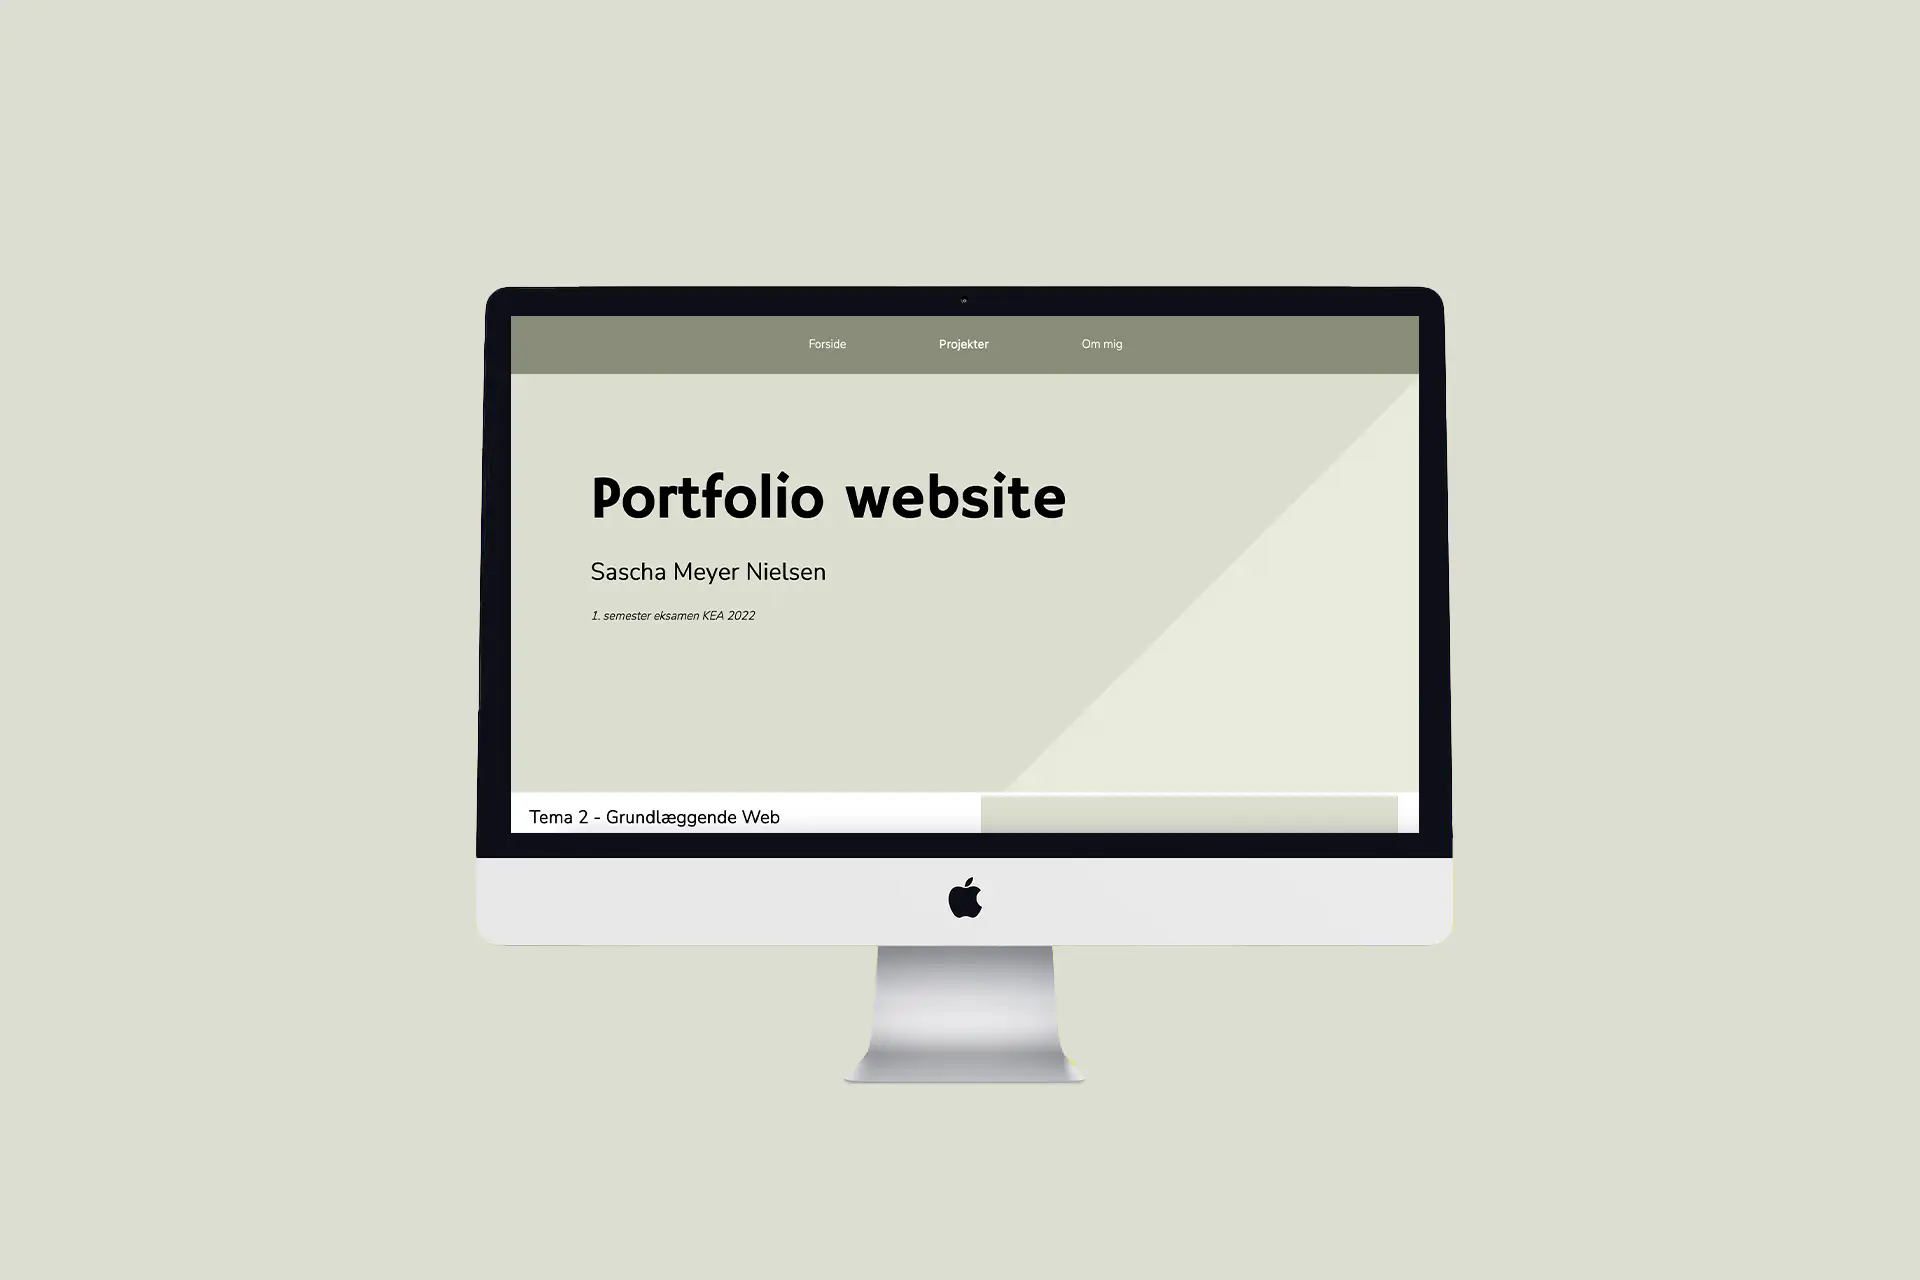 Forside Projekter Om mig
Portfolio website
Sascha Meyer Nielsen
1. semester eksamen KEA 2022
Tema 2 - Grundlæggende Web